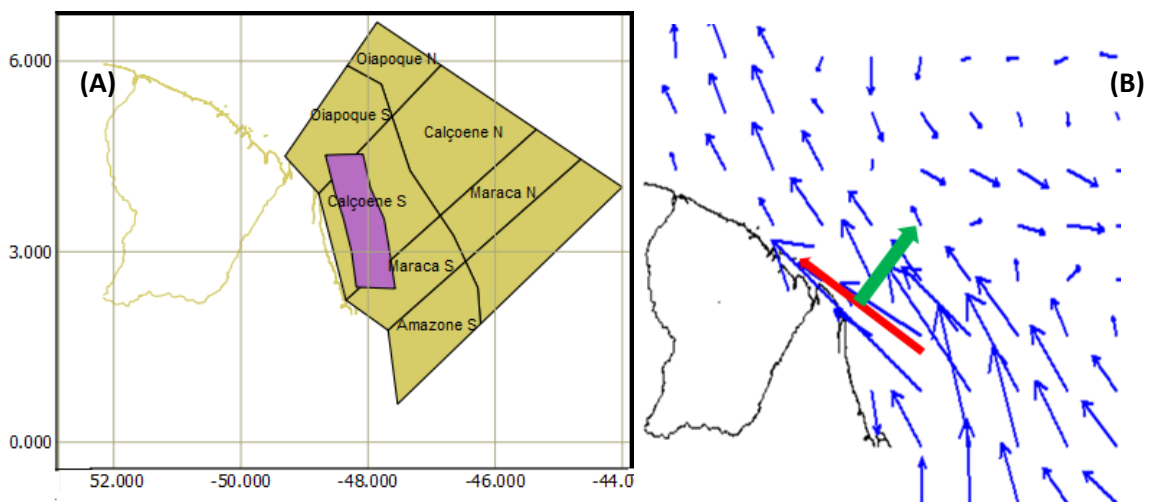 (A)
(B)
6.000
3.000
0.000
Oiapoque N
Oiapoque S
Calçoene N
Calçoene S
Maraca N
Maraca S
Amazone S
52.000
-50.000
-48.000
-46.000
-44.0